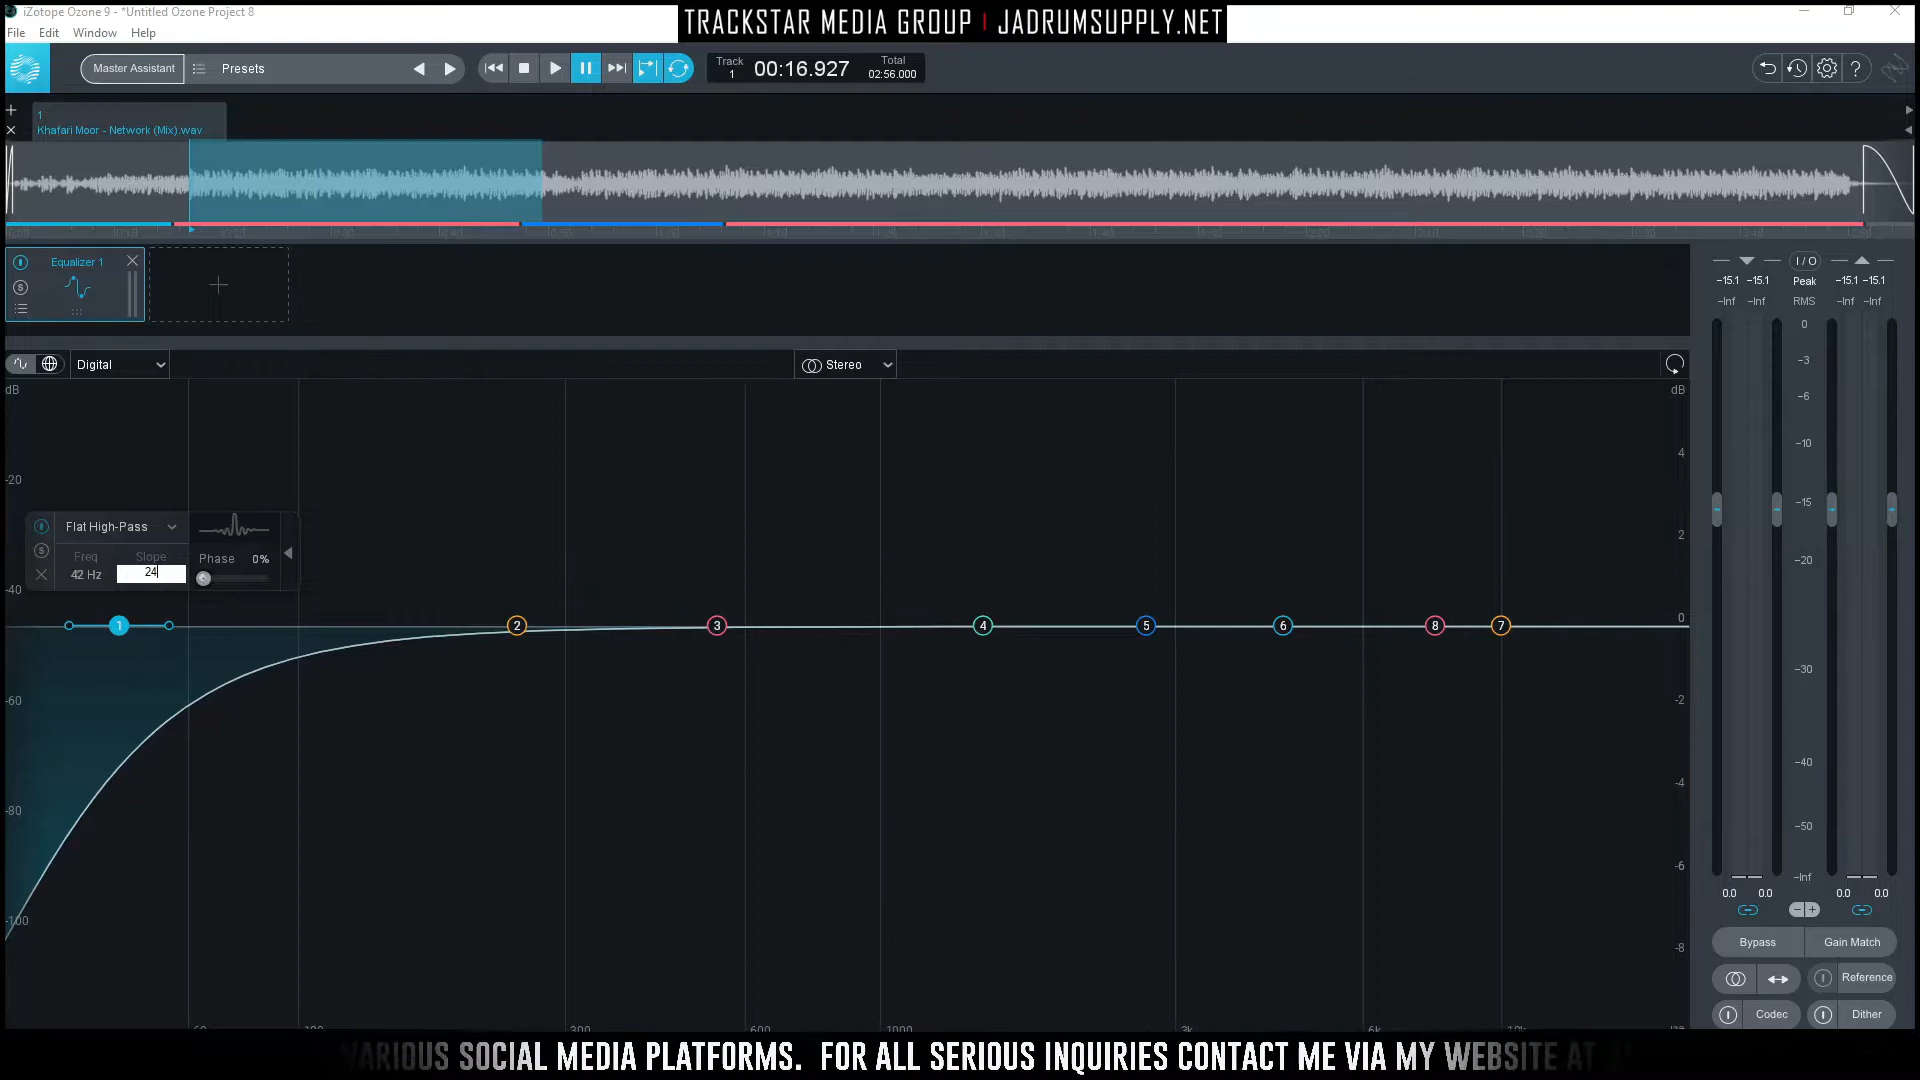 iZotope Ozone 9 - *Untitled Ozone Project 8
TRACKSTAR MEDIA GROUP | JADRUMSUPPLY.NET
File Edit Window Help
Master Assistant Presets
Track 1 00:16.927 Total 02:56.000
1
Khafari Moor - Network (Mix).wav
Equalizer 1
I / O
-15.1 -15.1 Peak -15.1 -15.1
-Inf -Inf RMS -Inf -Inf
Digital Stereo
dB dB
-20
-40
-60
-80
-100
4
2
0
-2
-4
-6
-8
Flat High-Pass
Freq Slope Phase 0%
42 Hz 24
1 2 3 4 5 6 8 7
60 100 300 600 1000 3k 6k 10k
0
-3
-6
-10
-15
-20
-30
-40
-50
-Inf
0.0 0.0 0.0 0.0
Bypass Gain Match
Reference
Codec Dither
VARIOUS SOCIAL MEDIA PLATFORMS. FOR ALL SERIOUS INQUIRIES CONTACT ME VIA MY WEBSITE AT